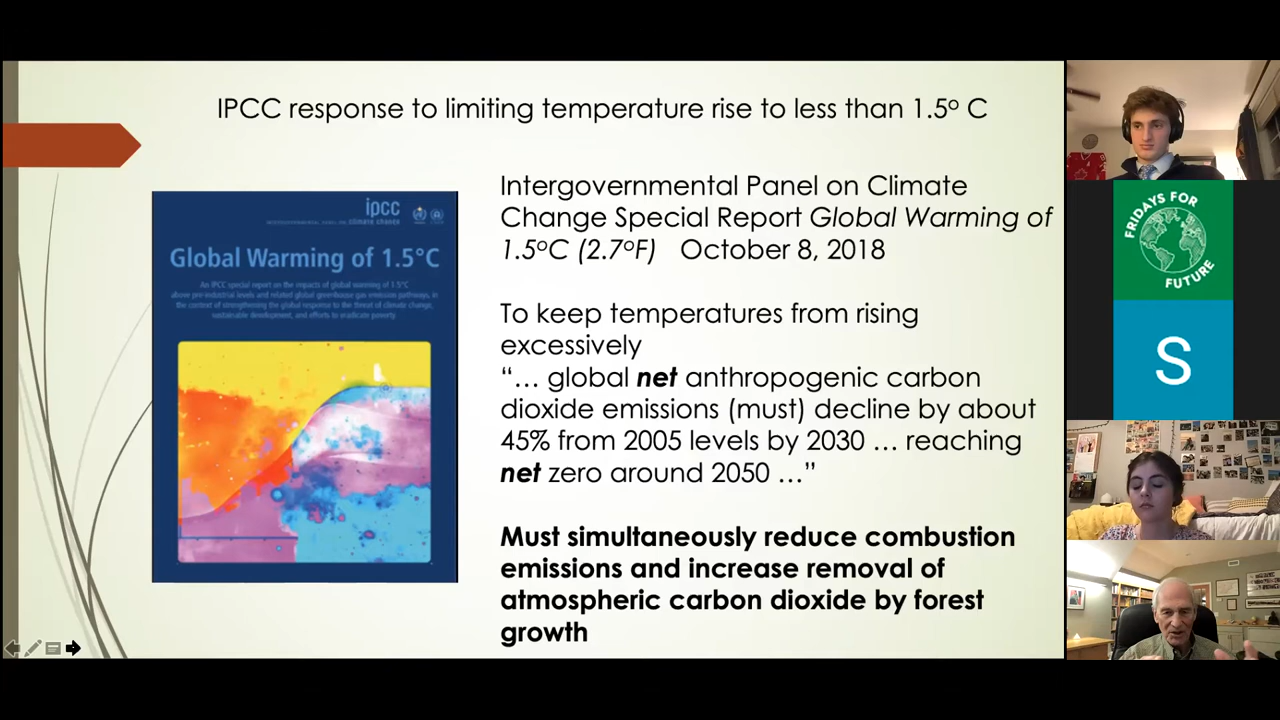 IPCC response to limiting temperature rise to less than 1.5º C
Intergovernmental Panel on Climate
Change Special Report Global Warming of
1.5ºC (2.7ºF) October 8, 2018
To keep temperatures from rising
excessively
“… global net anthropogenic carbon
dioxide emissions (must) decline by about
45% from 2005 levels by 2030 … reaching
net zero around 2050 …”
Must simultaneously reduce combustion
emissions and increase removal of
atmospheric carbon dioxide by forest
growth
ipcc
climate change
Global Warming of 1.5°C
An IPCC special report on the impacts of global warming of 1.5°C
above pre-industrial levels and related global greenhouse gas emission pathways, in
the context of strengthening the global response to the threat of climate change,
sustainable development, and efforts to eradicate poverty
FRIDAYS FOR
FUTURE
S